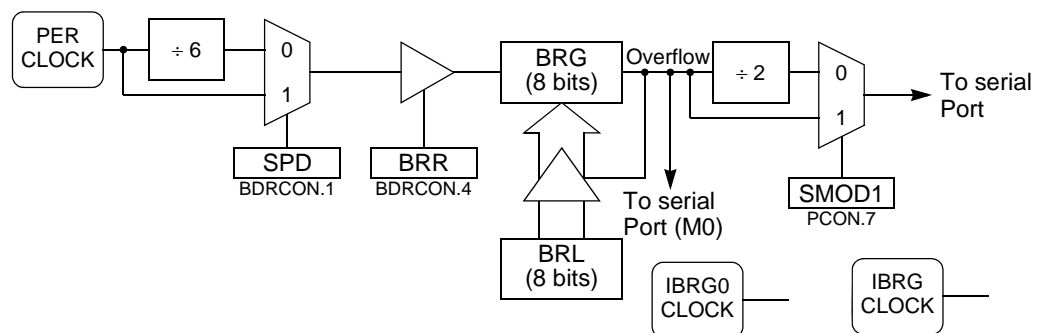 PER
CLOCK
÷ 6
0
1
SPD
BDRCON.1
BRR
BDRCON.4
BRG
(8 bits)
Overflow
÷ 2
0
1
To serial
Port
SMOD1
PCON.7
To serial
Port (M0)
BRL
(8 bits)
IBRG0
CLOCK
IBRG
CLOCK